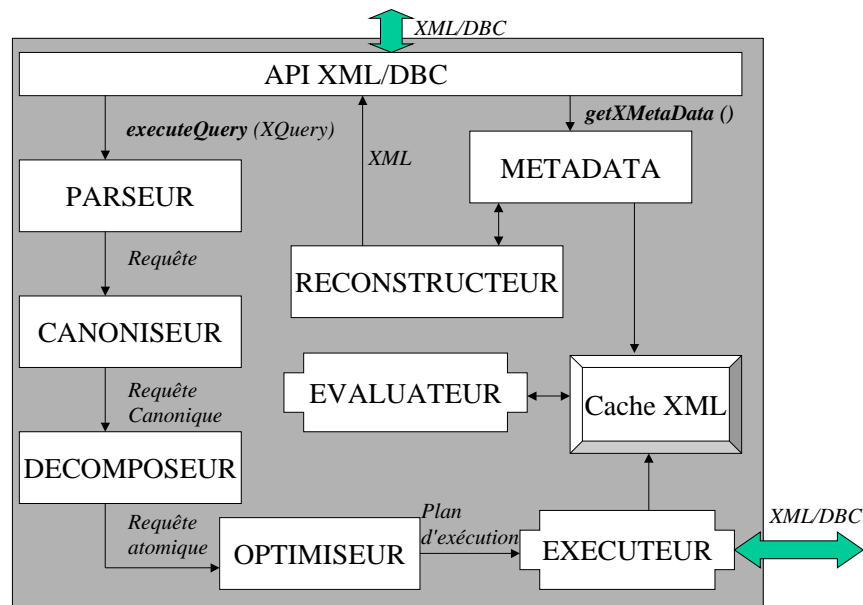 XML/DBC
API XML/DBC
executeQuery (XQuery)
getXMetaData ()
XML
METADATA
PARSEUR
Requête
RECONSTRUCTEUR
CANONISEUR
EVALUATEUR
Cache XML
Requête
Canonique
DECOMPOSEUR
Requête
atomique
OPTIMISEUR
Plan
d'exécution
EXECUTEUR
XML/DBC